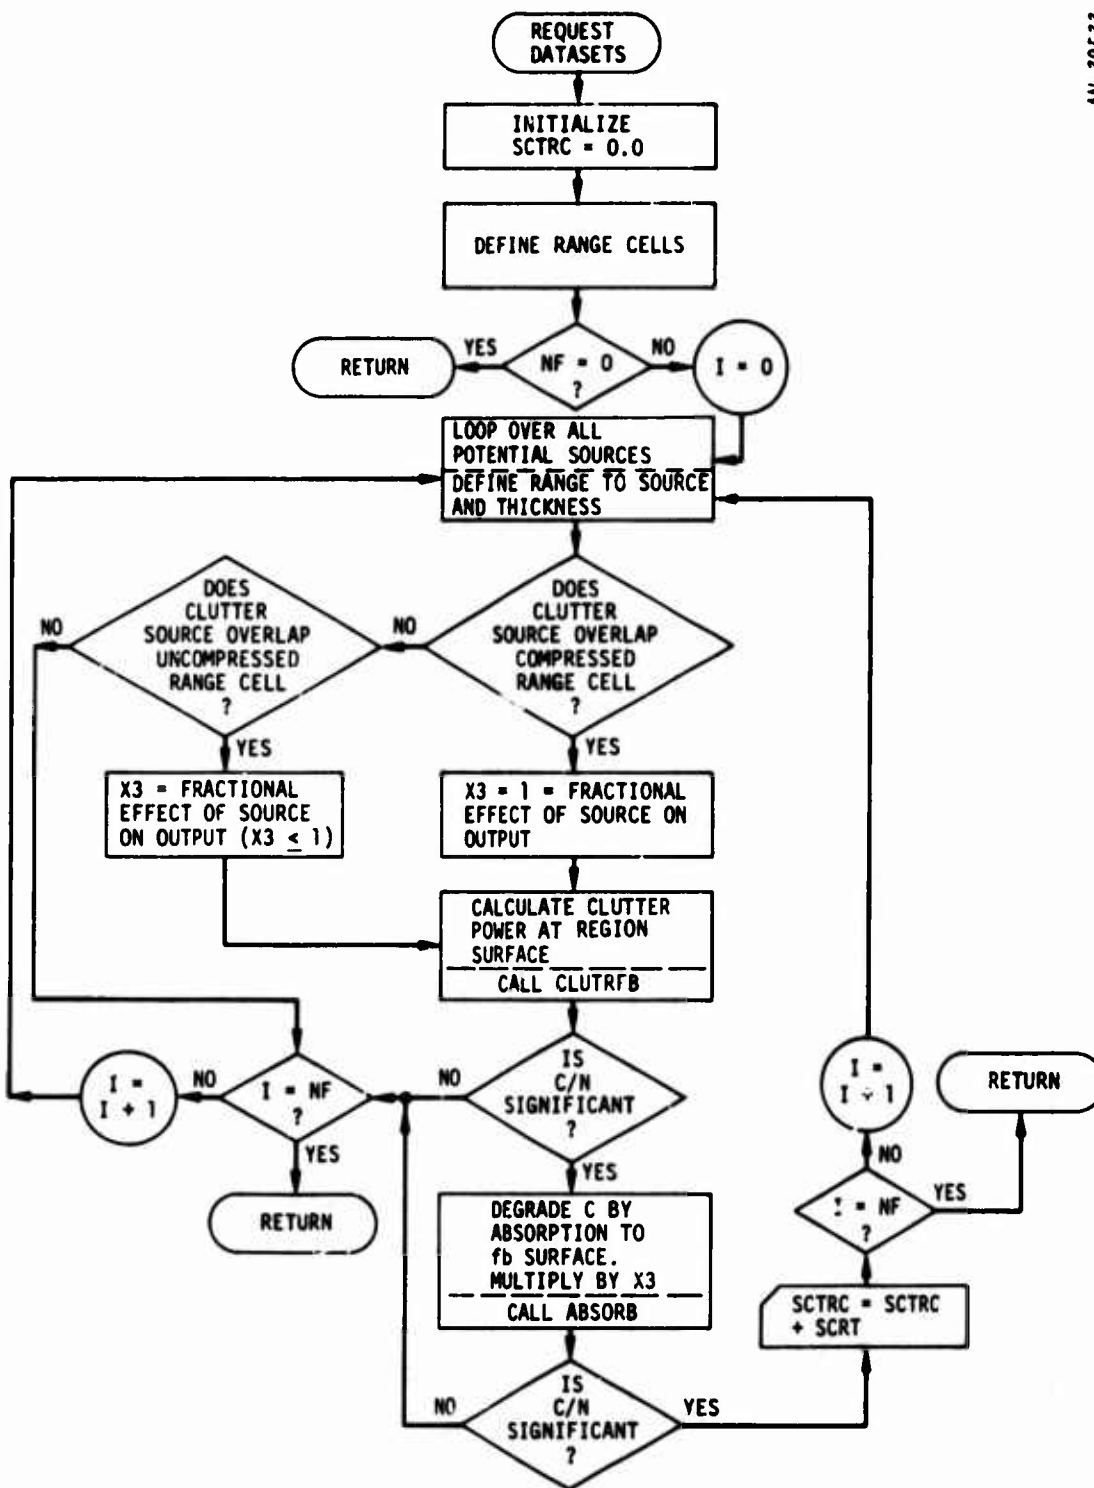 REQUEST
DATASETS
INITIALIZE
SCTRC = 0.0
DEFINE RANGE CELLS
NF = 0
?
YES
NO
RETURN
I = 0
LOOP OVER ALL
POTENTIAL SOURCES
DEFINE RANGE TO SOURCE
AND THICKNESS
DOES
CLUTTER
SOURCE OVERLAP
UNCOMPRESSED
RANGE CELL
?
NO
YES
DOES
CLUTTER
SOURCE OVERLAP
COMPRESSED
RANGE CELL
?
NO
YES
X3 = FRACTIONAL
EFFECT OF SOURCE
ON OUTPUT (X3 ≤ 1)
X3 = 1 = FRACTIONAL
EFFECT OF SOURCE ON
OUTPUT
CALCULATE CLUTTER
POWER AT REGION
SURFACE
CALL CLUTRFB
I =
I + 1
NO
I = NF
?
YES
RETURN
NO
IS
C/N
SIGNIFICANT
?
YES
I =
I + 1
RETURN
NO
I = NF
?
YES
DEGRADE C BY
ABSORPTION TO
fb SURFACE.
MULTIPLY BY X3
CALL ABSORB
SCTRC = SCTRC
+ SCRT
NO
IS
C/N
SIGNIFICANT
?
YES